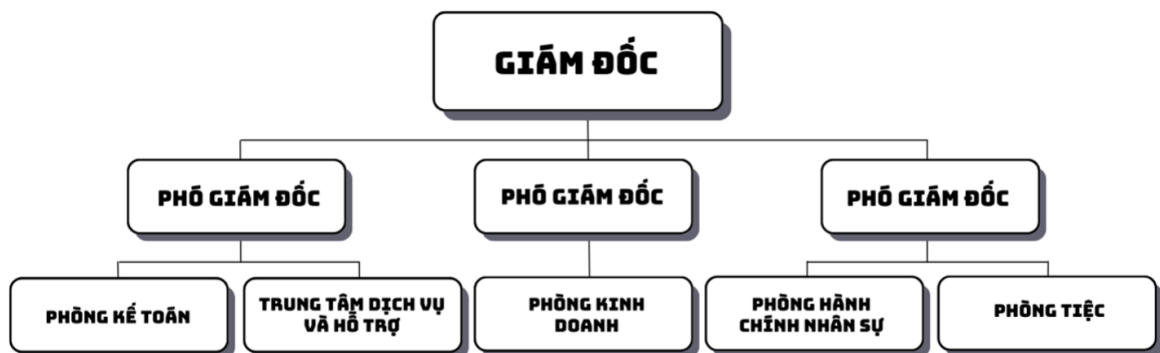 GIÁM ĐỐC
PHÓ GIÁM ĐỐC
PHÓ GIÁM ĐỐC
PHÓ GIÁM ĐỐC
PHÒNG KẾ TOÁN
TRUNG TÂM DỊCH VỤ
VÀ HỖ TRỢ
PHÒNG KINH
DOANH
PHÒNG HÀNH
CHÍNH NHÂN SỰ
PHÒNG TIỆC